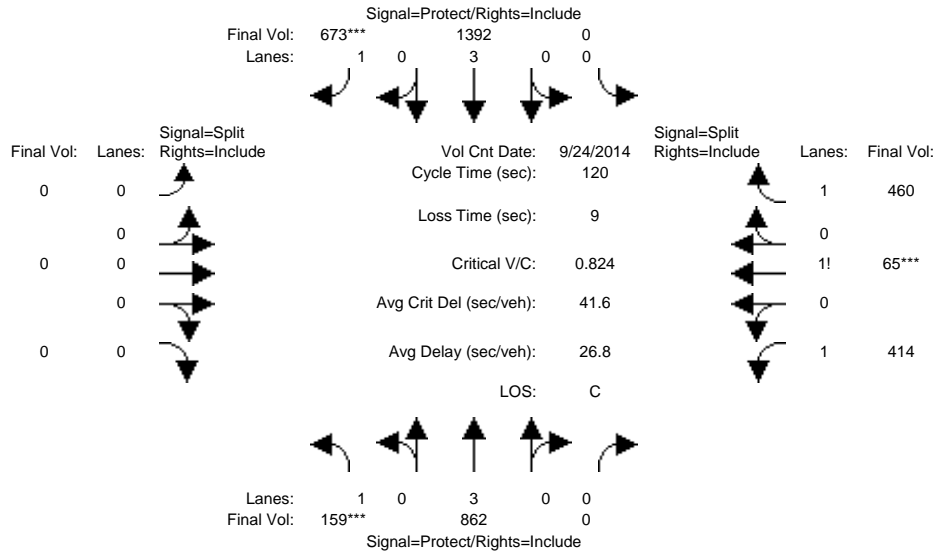 Signal=Protect/Rights=Include
Final Vol: 673*** 1392 0
Lanes: 1 0 3 0 0
Signal=Split
Final Vol: Lanes: Rights=Include
Vol Cnt Date: 9/24/2014
Signal=Split
Rights=Include Lanes: Final Vol:
Cycle Time (sec): 120
0 0
1 460
Loss Time (sec): 9
0
0
0 0
Critical V/C: 0.824
1! 65***
0
Avg Crit Del (sec/veh): 41.6
0
0 0
Avg Delay (sec/veh): 26.8
1 414
LOS: C
Lanes: 1 0 3 0 0
Final Vol: 159*** 862 0
Signal=Protect/Rights=Include